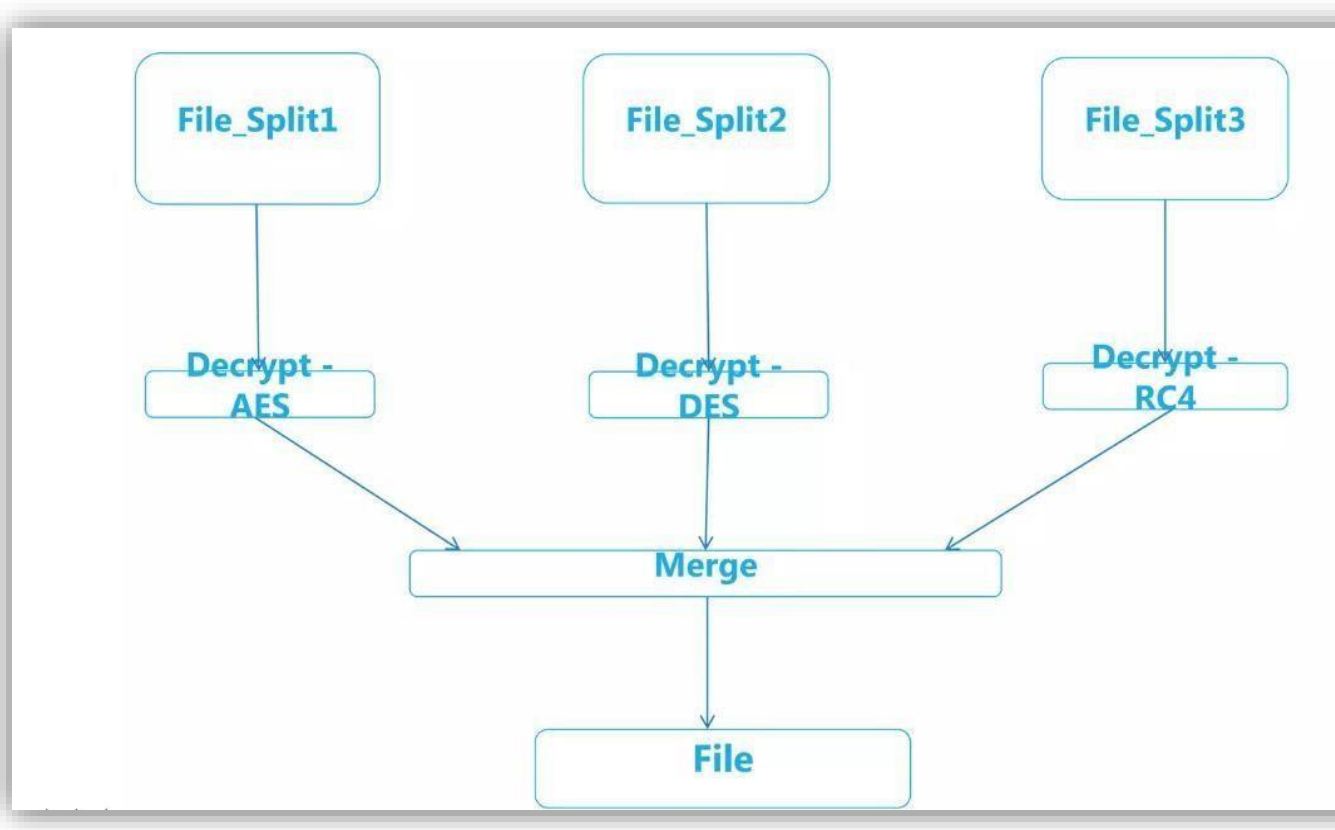 File_Split1
File_Split2
File_Split3
Decrypt -
AES
Decrypt -
DES
Decrypt -
RC4
Merge
File